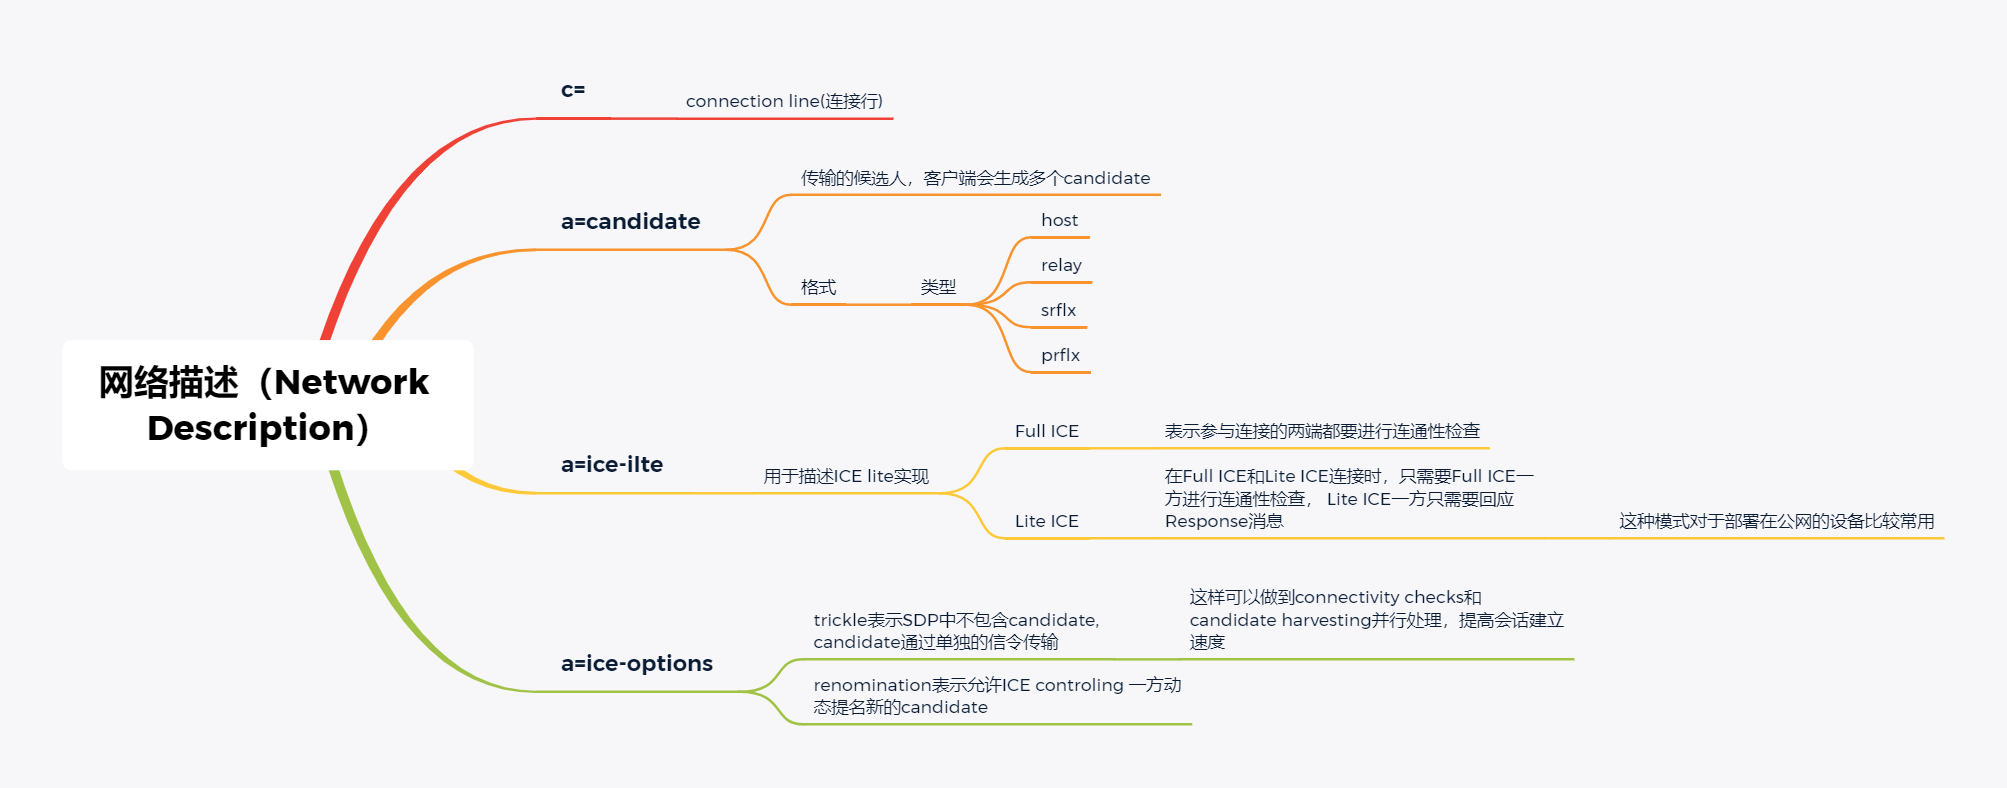 网络描述（Network
Description）
c=
connection line(连接行)
a=candidate
传输的候选人，客户端会生成多个candidate
格式
类型
host
relay
srflx
prflx
a=ice-ilte
用于描述ICE lite实现
Full ICE
表示参与连接的两端都要进行连通性检查
Lite ICE
在Full ICE和Lite ICE连接时，只需要Full ICE一
方进行连通性检查， Lite ICE一方只需要回应
Response消息
这种模式对于部署在公网的设备比较常用
a=ice-options
trickle表示SDP中不包含candidate,
candidate通过单独的信令传输
这样可以做到connectivity checks和
candidate harvesting并行处理，提高会话建立
速度
renomination表示允许ICE controling 一方动
态提名新的candidate